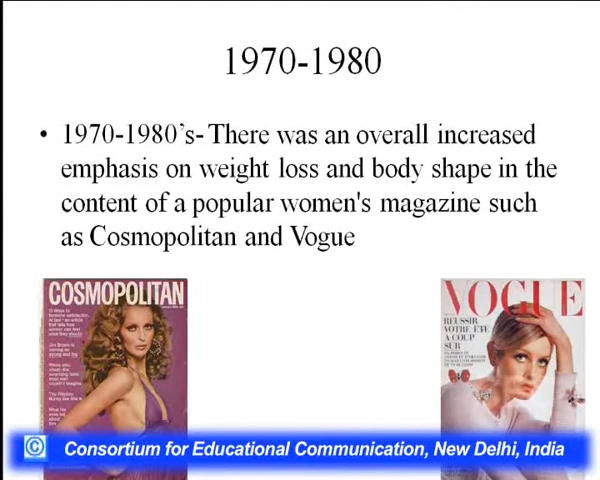 1970-1980
• 1970-1980's- There was an overall increased
emphasis on weight loss and body shape in the
content of a popular women's magazine such
as Cosmopolitan and Vogue
COSMOPOLITAN
VOGUE
RÉUSSIR
VOTRE ÉTÉ
A COUP
SUR
© Consortium for Educational Communication, New Delhi, India